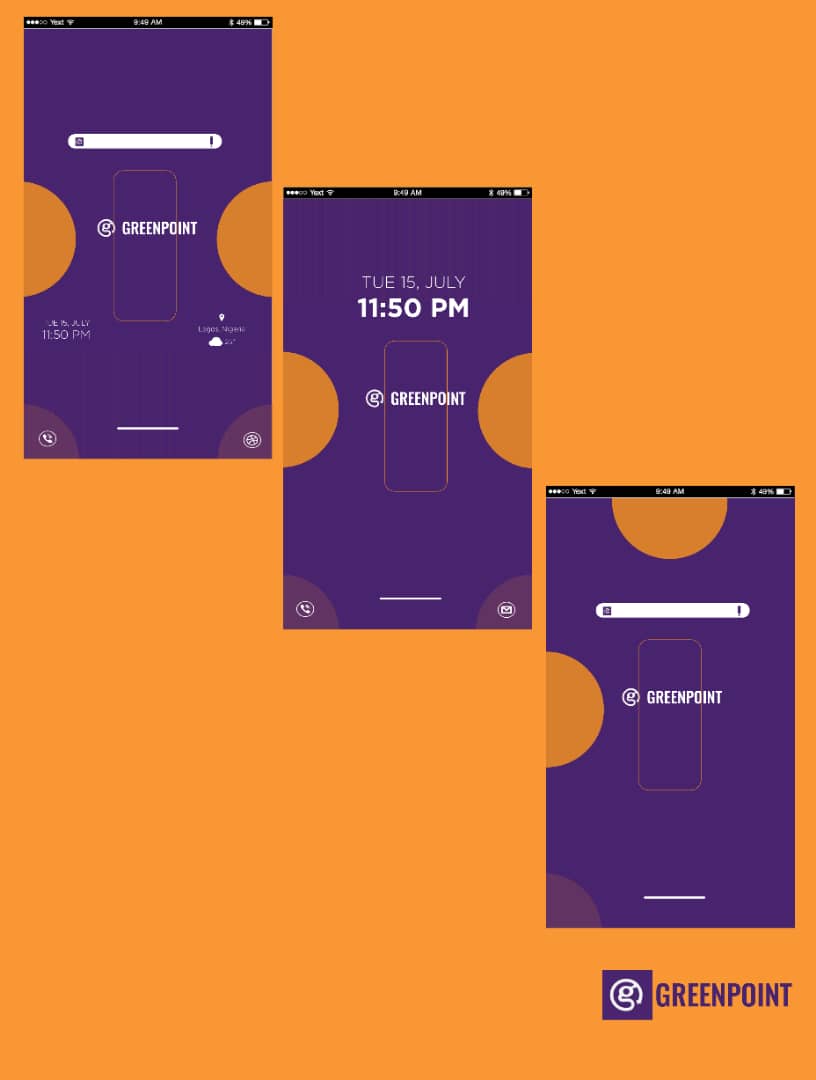 Yext 9:49 AM 49%
GREENPOINT
TUE 15, JULY
11:50 PM
Lagos, Nigeria
Yext 9:49 AM 49%
TUE 15, JULY
11:50 PM
GREENPOINT
Yext 9:49 AM 49%
GREENPOINT
g GREENPOINT